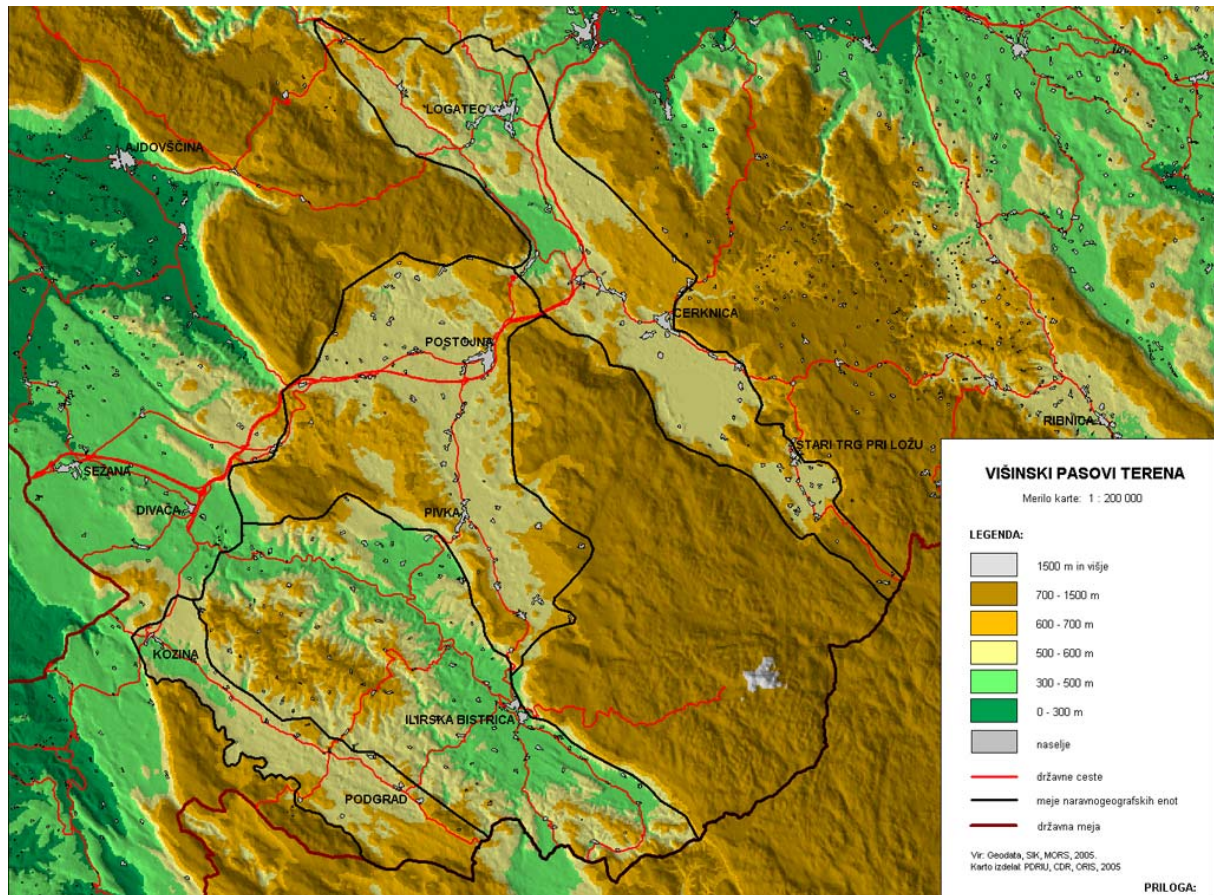 LOGATEC
AJDOVŠČINA
POSTOJNA
CERKNICA
RIBNICA
STARI TRG PRI LOŽU
SEŽANA
DIVAČA
PIVKA
KOZINA
ILIRSKA BISTRICA
PODGRAD
VIŠINSKI PASOVI TERENA
Merilo karte: 1 : 200 000
LEGENDA:
1500 m in višje
700 - 1500 m
600 - 700 m
500 - 600 m
300 - 500 m
0 - 300 m
naselje
državne ceste
meje naravnogeografskih enot
državna meja
Vir: Geodata, SIK, MORS, 2005.
Karto izdelal: PDRIU, CDR, ORIS, 2005
PRILOGA: